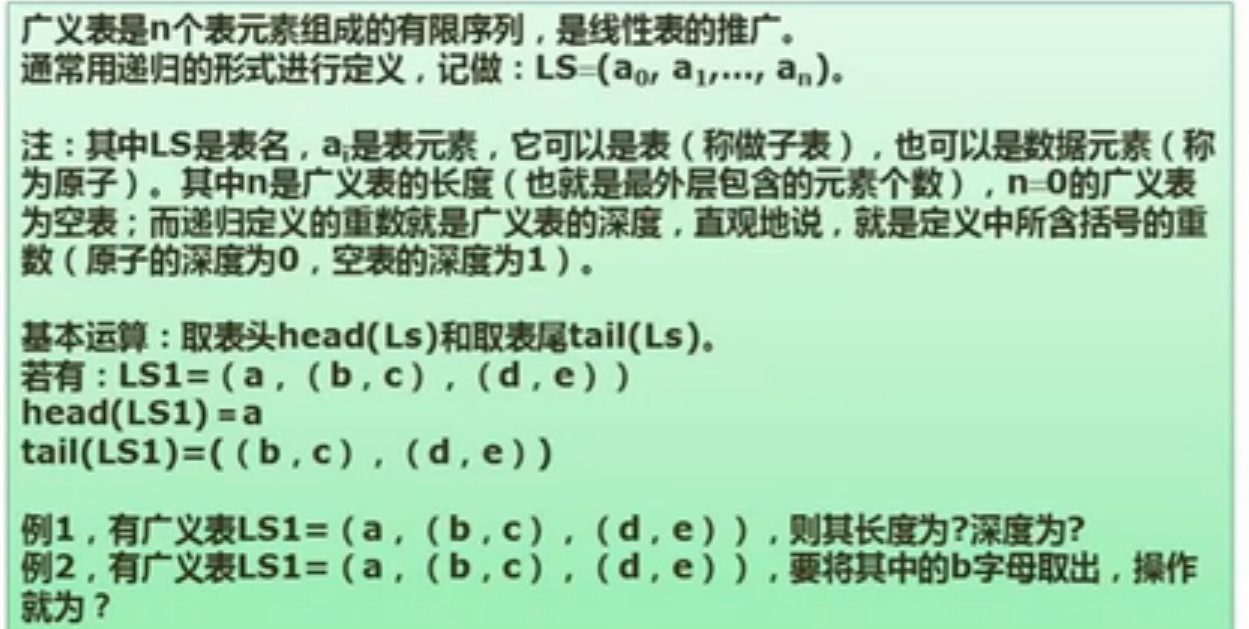 广义表是n个表元素组成的有限序列，是线性表的推广。
通常用递归的形式进行定义，记做：LS=(a₀, a₁,..., aₙ)。
注：其中LS是表名，aᵢ是表元素，它可以是表（称做子表），也可以是数据元素（称
为原子）。其中n是广义表的长度（也就是最外层包含的元素个数），n=0的广义表
为空表；而递归定义的重数就是广义表的深度，直观地说，就是定义中所含括号的重
数（原子的深度为0，空表的深度为1）。
基本运算：取表头head(Ls)和取表尾tail(Ls)。
若有：LS1=（a，（b，c），（d，e））
head(LS1)=a
tail(LS1)=(（b，c），（d，e）)
例1，有广义表LS1=（a，（b，c），（d，e）），则其长度为?深度为?
例2，有广义表LS1=（a，（b，c），（d，e）），要将其中的b字母取出，操作
就为？